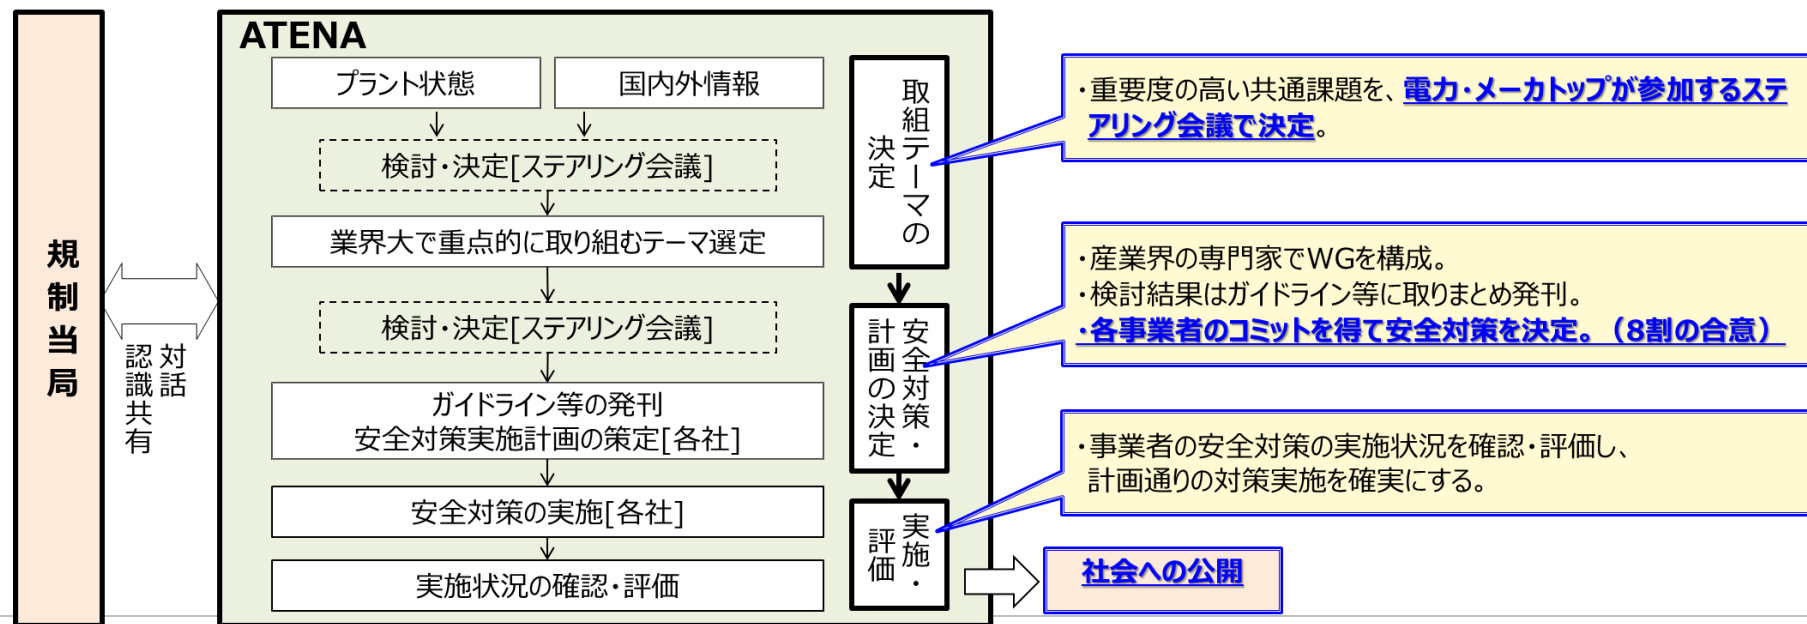 規制当局
対話
認識共有
ATENA
プラント状態
国内外情報
検討・決定[ステアリング会議]
業界大で重点的に取り組むテーマ選定
検討・決定[ステアリング会議]
ガイドライン等の発刊
安全対策実施計画の策定[各社]
安全対策の実施[各社]
実施状況の確認・評価
取組テーマの
決定
安全対策・
計画の決定
実施・
評価
・重要度の高い共通課題を、電力・メーカトップが参加するステ
アリング会議で決定。
・産業界の専門家でWGを構成。
・検討結果はガイドライン等に取りまとめ発刊。
・各事業者のコミットを得て安全対策を決定。（8割の合意）
・事業者の安全対策の実施状況を確認・評価し、
計画通りの対策実施を確実にする。
社会への公開